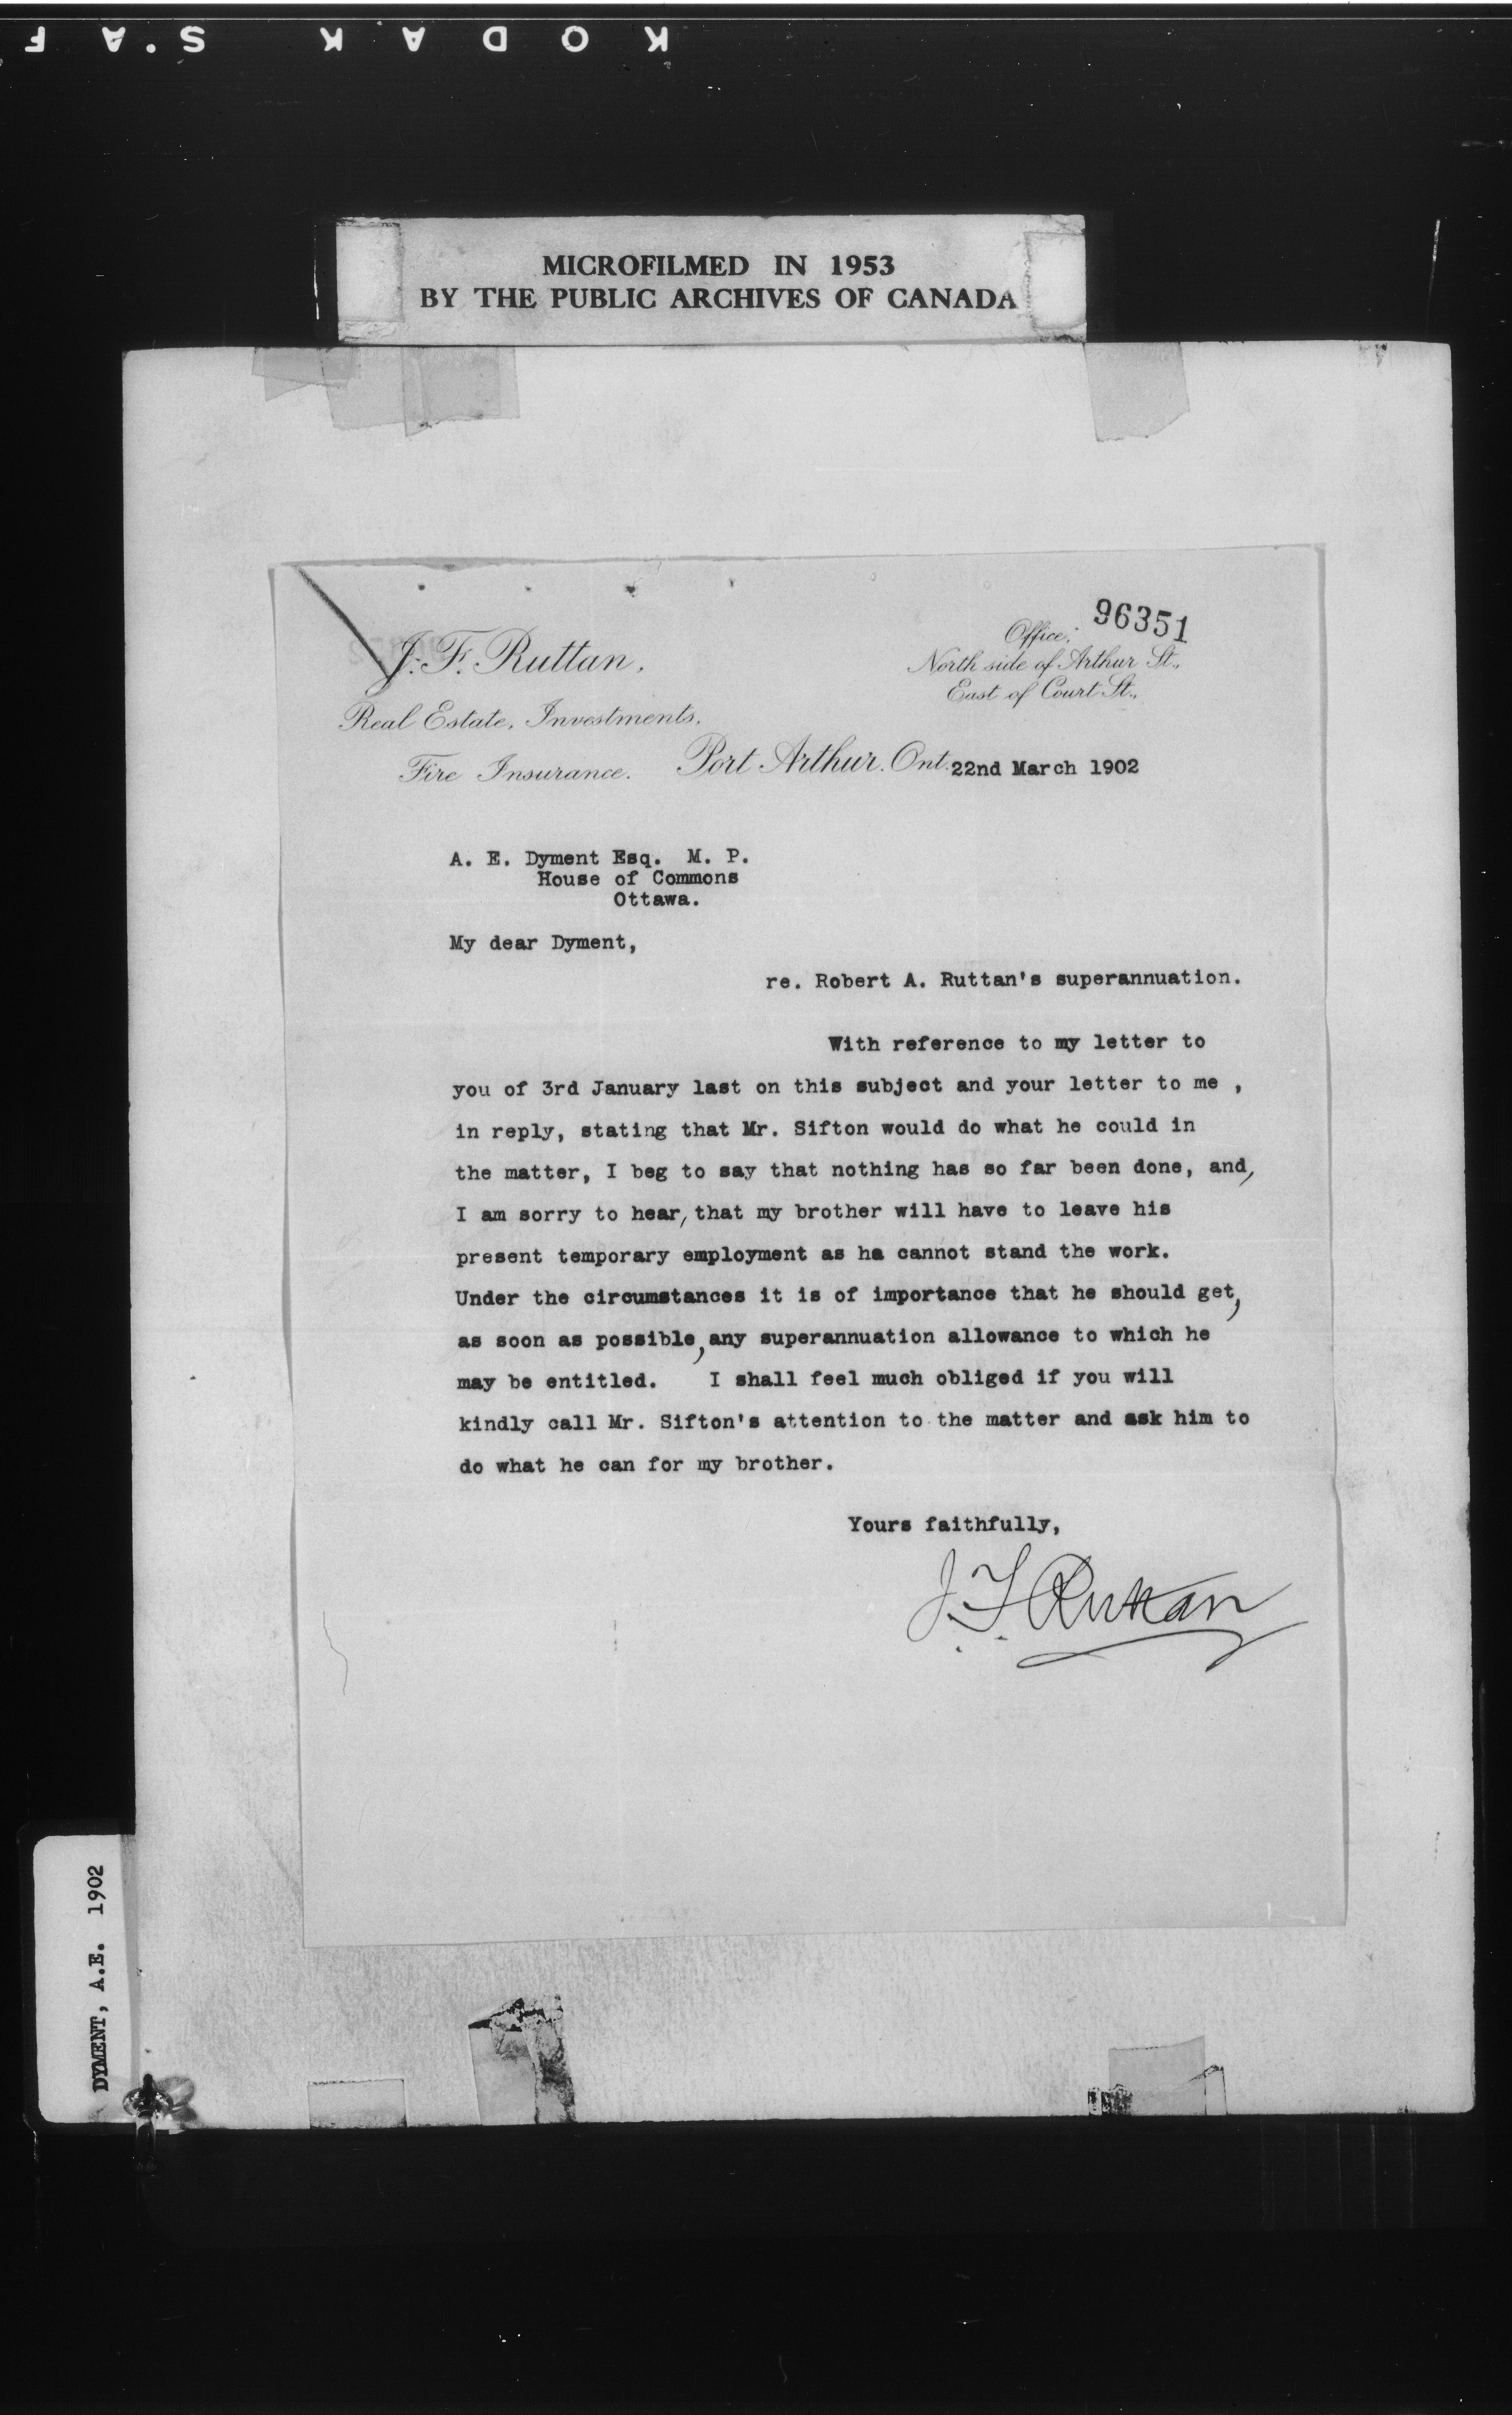 KODAK S.A F
MICROFILMED IN 1953
BY THE PUBLIC ARCHIVES OF CANADA
96351
J. F. Ruttan,
Real Estate, Investments,
Fire Insurance.
Office:
North side of Arthur St.,
East of Court St.,
Port Arthur. Ont. 22nd March 1902
A. E. Dyment Esq. M. P.
House of Commons
Ottawa.
My dear Dyment,
re. Robert A. Ruttan's superannuation.
With reference to my letter to
you of 3rd January last on this subject and your letter to me ,
in reply, stating that Mr. Sifton would do what he could in
the matter, I beg to say that nothing has so far been done, and,
I am sorry to hear, that my brother will have to leave his
present temporary employment as he cannot stand the work.
Under the circumstances it is of importance that he should get,
as soon as possible, any superannuation allowance to which he
may be entitled. I shall feel much obliged if you will
kindly call Mr. Sifton's attention to the matter and ask him to
do what he can for my brother.
Yours faithfully,
J. F. Ruttan
DYMENT, A.E. 1902